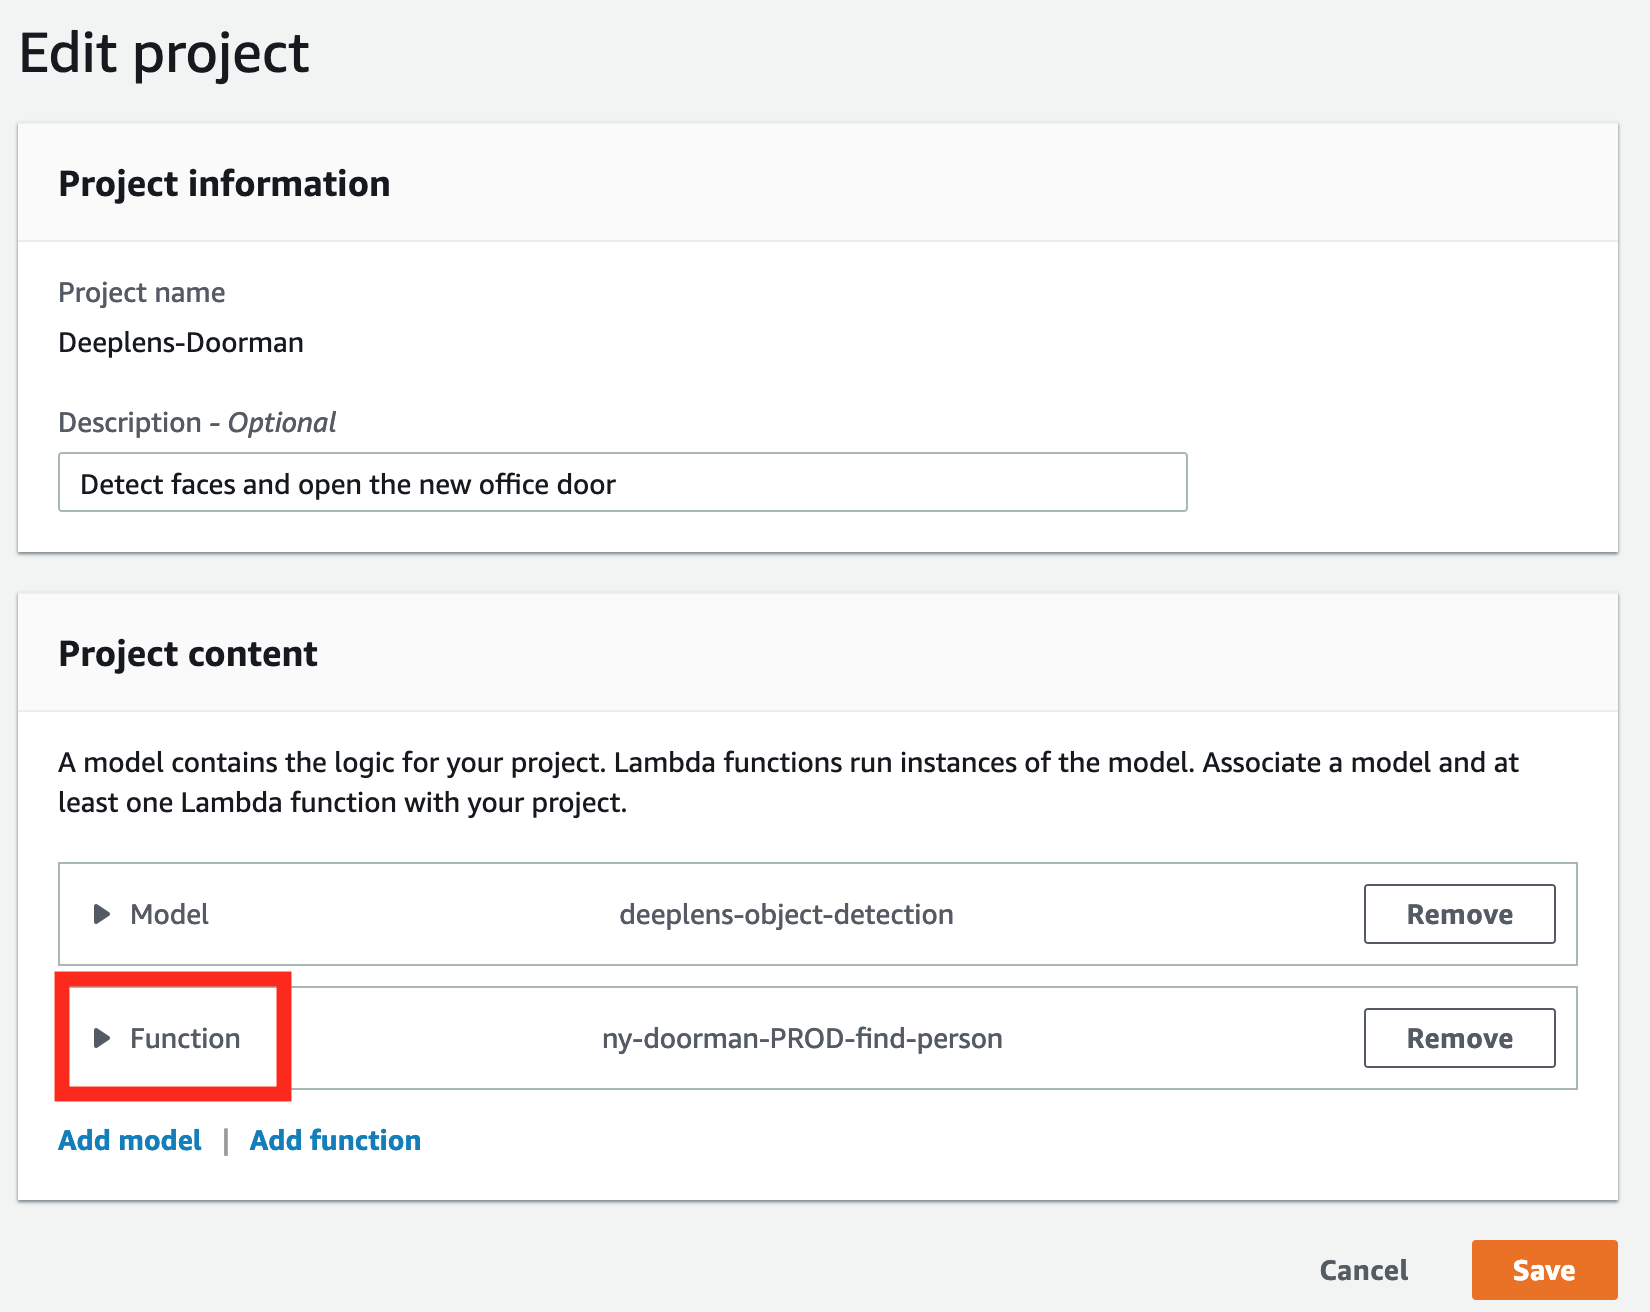 Edit project
Project information
Project name
Deeplens-Doorman
Description - Optional
Detect faces and open the new office door
Project content
A model contains the logic for your project. Lambda functions run instances of the model. Associate a model and at
least one Lambda function with your project.
Model deeplens-object-detection Remove
Function ny-doorman-PROD-find-person Remove
Add model | Add function
Cancel Save